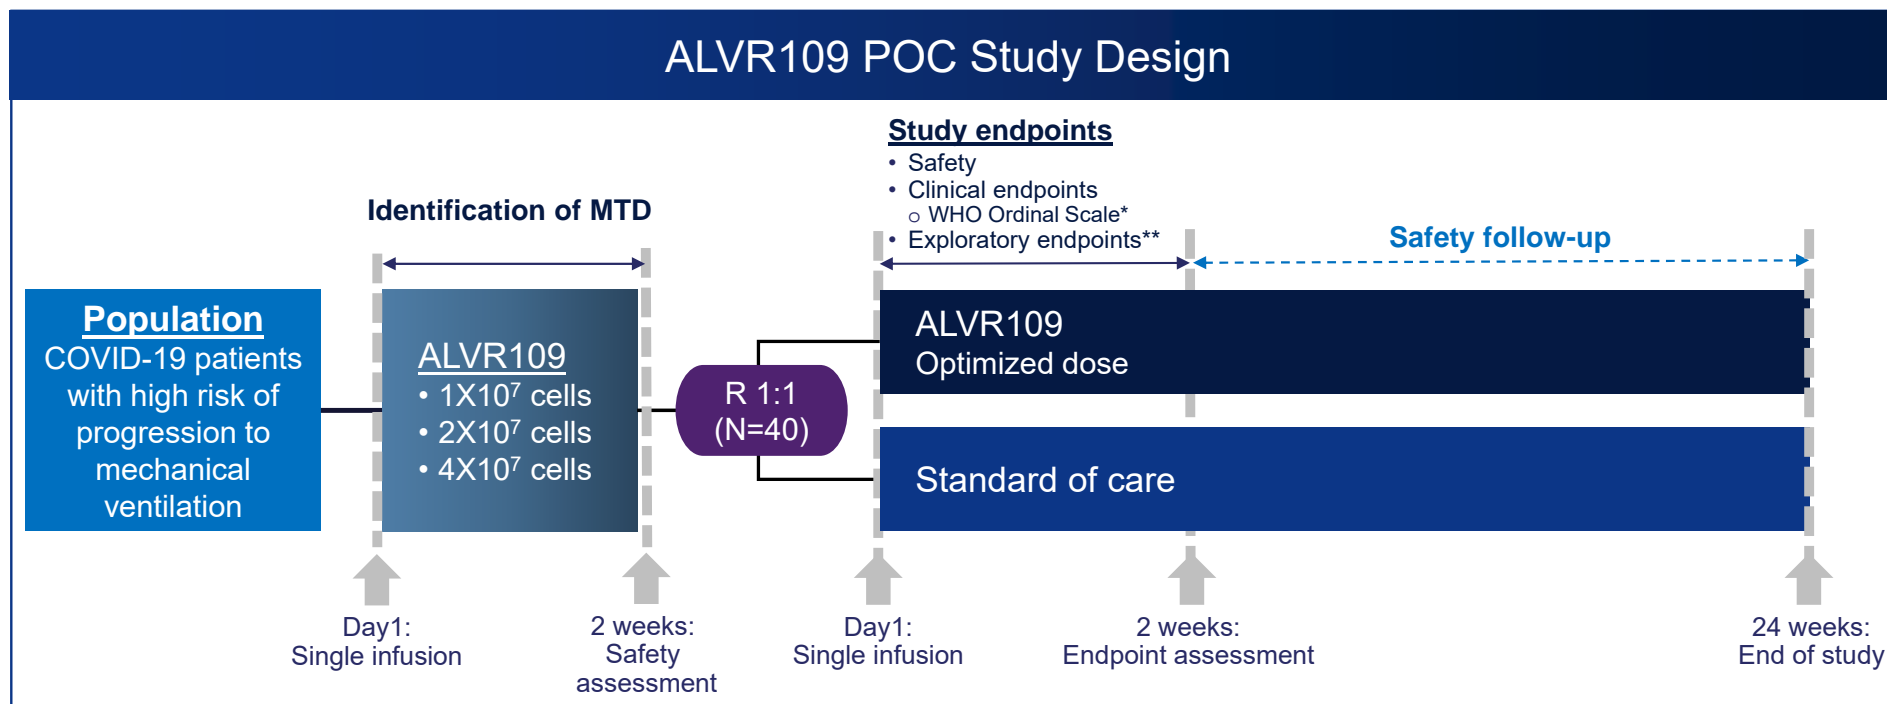 ALVR109 POC Study Design
Study endpoints
• Safety
• Clinical endpoints
o WHO Ordinal Scale*
• Exploratory endpoints**
Identification of MTD
Safety follow-up
Population
COVID-19 patients
with high risk of
progression to
mechanical
ventilation
ALVR109
• 1X10⁷ cells
• 2X10⁷ cells
• 4X10⁷ cells
R 1:1
(N=40)
ALVR109
Optimized dose
Standard of care
Day1:
Single infusion
2 weeks:
Safety
assessment
Day1:
Single infusion
2 weeks:
Endpoint assessment
24 weeks:
End of study